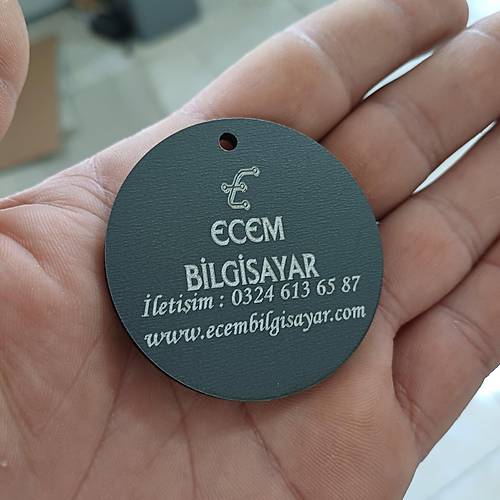 ECEM
BİLGİSAYAR
İletisim : 0324 613 65 87
www.ecembilgisayar.com